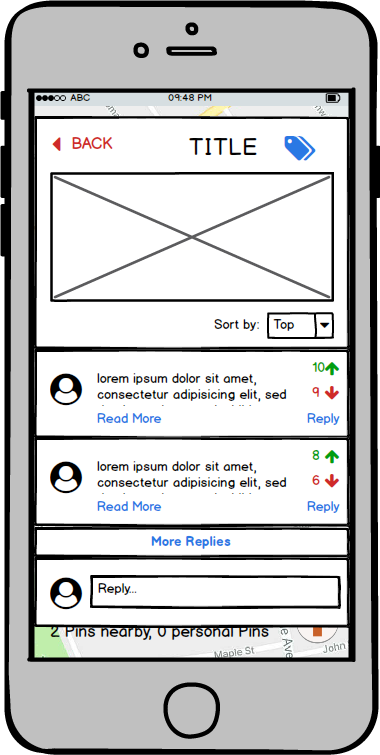 ABC 09:48 PM
BACK TITLE
Sort by: Top
10
lorem ipsum dolor sit amet,
consectetur adipisicing elit, sed
9
Read More Reply
8
lorem ipsum dolor sit amet,
consectetur adipisicing elit, sed
6
Read More Reply
More Replies
Reply...
2 Pins nearby, 0 personal Pins
Maple St
John